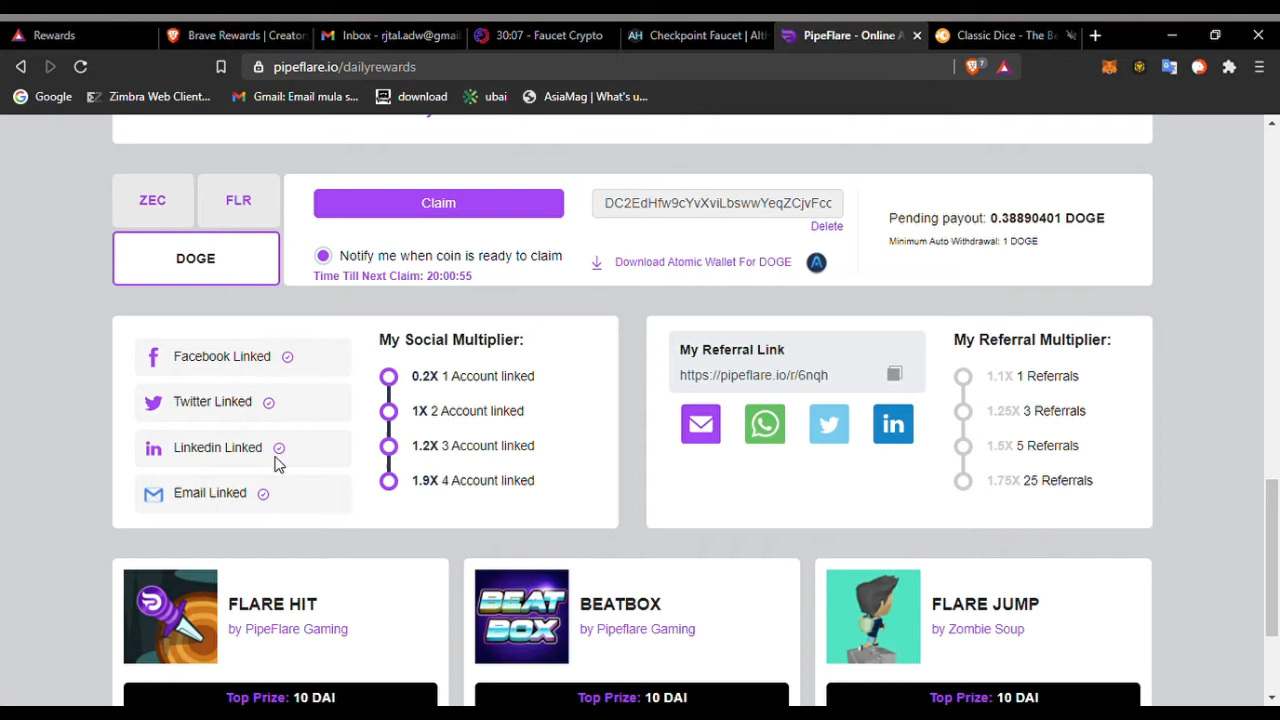 Rewards
Brave Rewards | Creators
Inbox - rjtal.adw@gmail
30:07 - Faucet Crypto
Checkpoint Faucet | Alth
PipeFlare - Online A
Classic Dice - The Be
pipeflare.io/dailyrewards
7
Google
Zimbra Web Client...
Gmail: Email mula s...
download
ubai
AsiaMag | What's u...
ZEC
FLR
DOGE
Claim
Notify me when coin is ready to claim
Time Till Next Claim: 20:00:55
DC2EdHfw9cYvXviLbswwYeqZCjvFcc
Delete
Download Atomic Wallet For DOGE
Pending payout: 0.38890401 DOGE
Minimum Auto Withdrawal: 1 DOGE
Facebook Linked
Twitter Linked
Linkedin Linked
Email Linked
My Social Multiplier:
0.2X 1 Account linked
1X 2 Account linked
1.2X 3 Account linked
1.9X 4 Account linked
My Referral Link
https://pipeflare.io/r/6nqh
My Referral Multiplier:
1.1X 1 Referrals
1.25X 3 Referrals
1.5X 5 Referrals
1.75X 25 Referrals
FLARE HIT
by PipeFlare Gaming
Top Prize: 10 DAI
BEAT BOX
BEATBOX
by Pipeflare Gaming
Top Prize: 10 DAI
FLARE JUMP
by Zombie Soup
Top Prize: 10 DAI